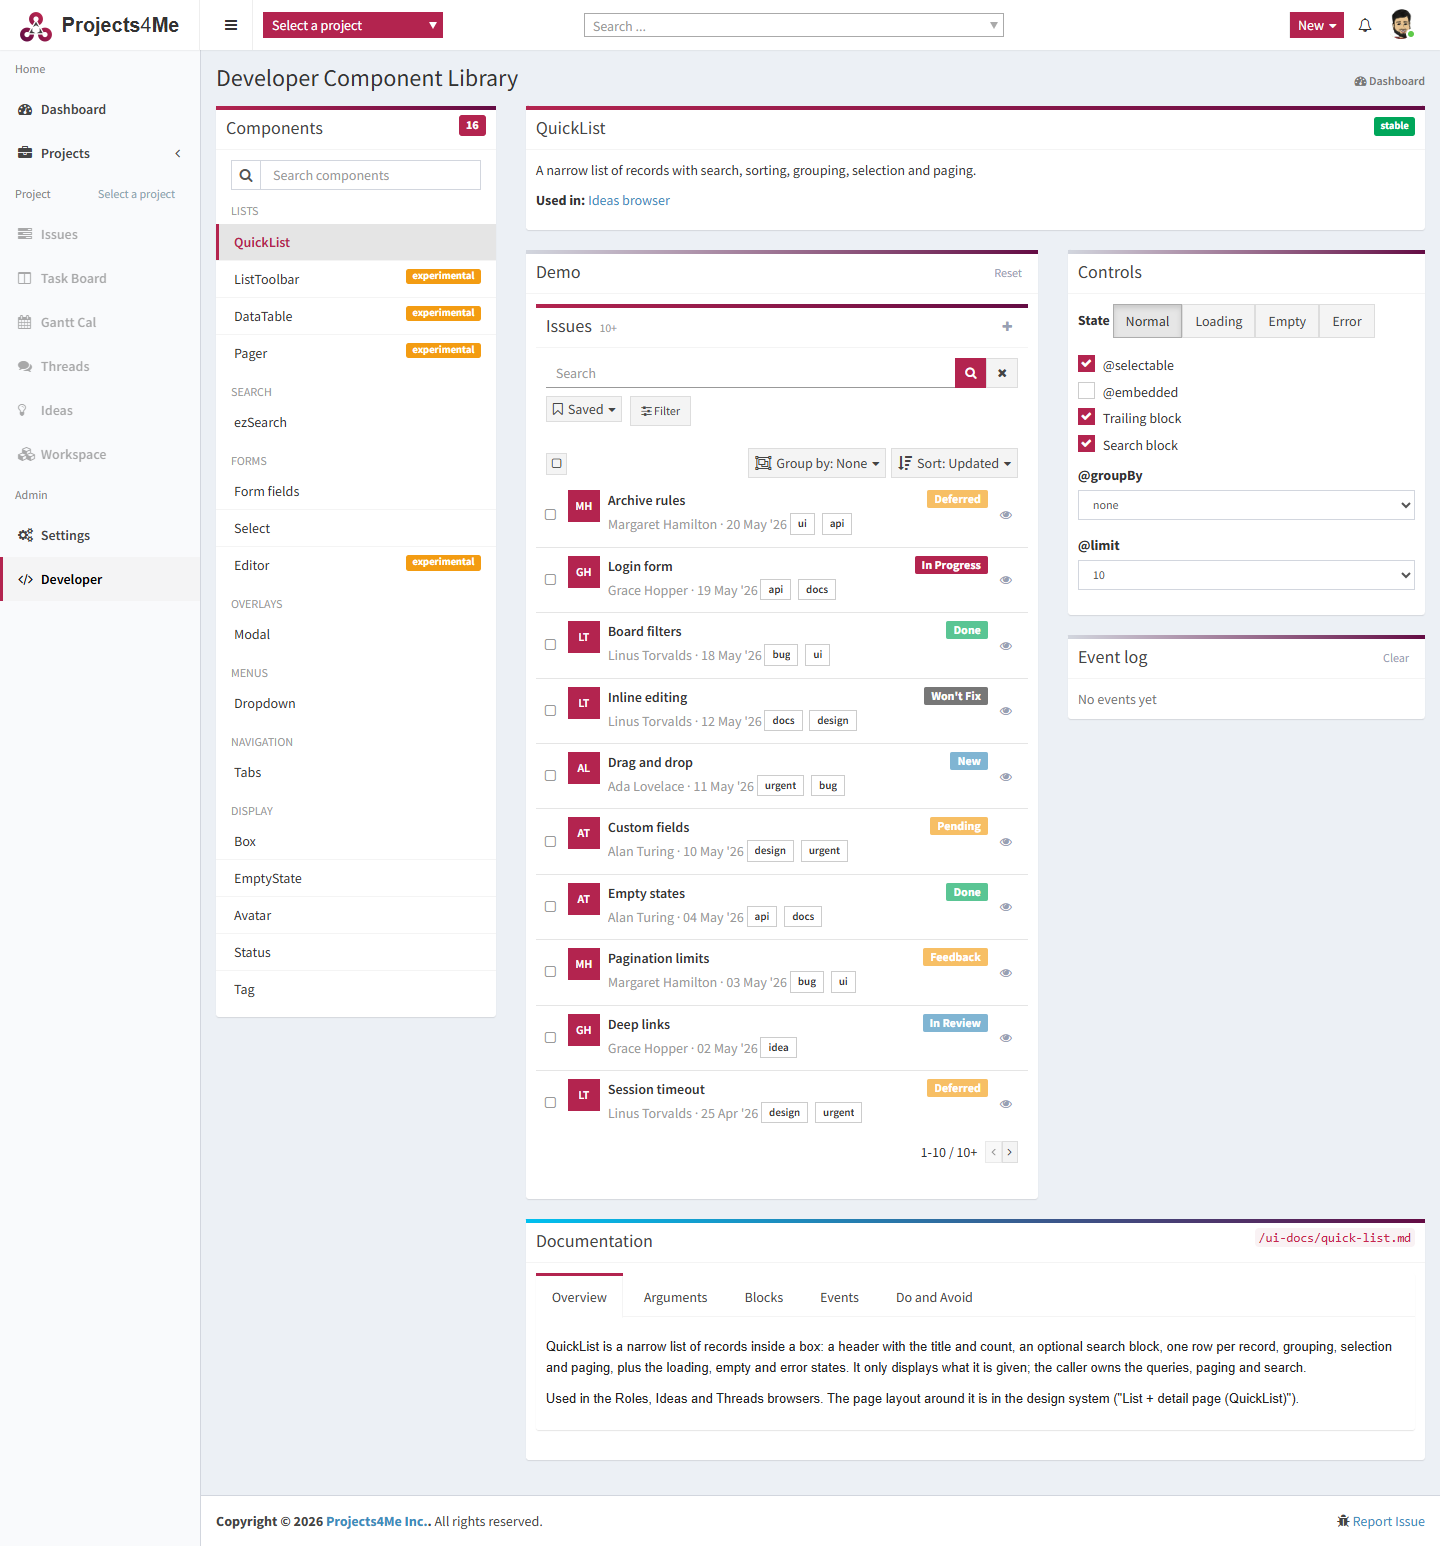 Projects4Me
Select a project
Search ...
New
Home
Dashboard
Projects
Project Select a project
Issues
Task Board
Gantt Cal
Threads
Ideas
Workspace
Admin
Settings
Developer
Developer Component Library
Dashboard
Components 16
Search components
LISTS
QuickList
ListToolbar experimental
DataTable experimental
Pager experimental
SEARCH
ezSearch
FORMS
Form fields
Select
Editor experimental
OVERLAYS
Modal
MENUS
Dropdown
NAVIGATION
Tabs
DISPLAY
Box
EmptyState
Avatar
Status
Tag
QuickList stable
A narrow list of records with search, sorting, grouping, selection and paging.
Used in: Ideas browser
Demo Reset
Issues 10+
Search
Saved Filter
Group by: None Sort: Updated
MH Archive rules Deferred
Margaret Hamilton · 20 May '26 ui api
GH Login form In Progress
Grace Hopper · 19 May '26 api docs
LT Board filters Done
Linus Torvalds · 18 May '26 bug ui
LT Inline editing Won't Fix
Linus Torvalds · 12 May '26 docs design
AL Drag and drop New
Ada Lovelace · 11 May '26 urgent bug
AT Custom fields Pending
Alan Turing · 10 May '26 design urgent
AT Empty states Done
Alan Turing · 04 May '26 api docs
MH Pagination limits Feedback
Margaret Hamilton · 03 May '26 bug ui
GH Deep links In Review
Grace Hopper · 02 May '26 idea
LT Session timeout Deferred
Linus Torvalds · 25 Apr '26 design urgent
1-10 / 10+
Controls
State Normal Loading Empty Error
@selectable
@embedded
Trailing block
Search block
@groupBy
none
@limit
10
Event log Clear
No events yet
Documentation /ui-docs/quick-list.md
Overview Arguments Blocks Events Do and Avoid
QuickList is a narrow list of records inside a box: a header with the title and count, an optional search block, one row per record, grouping, selection
and paging, plus the loading, empty and error states. It only displays what it is given; the caller owns the queries, paging and search.
Used in the Roles, Ideas and Threads browsers. The page layout around it is in the design system ("List + detail page (QuickList)").
Copyright © 2026 Projects4Me Inc.. All rights reserved.
Report Issue